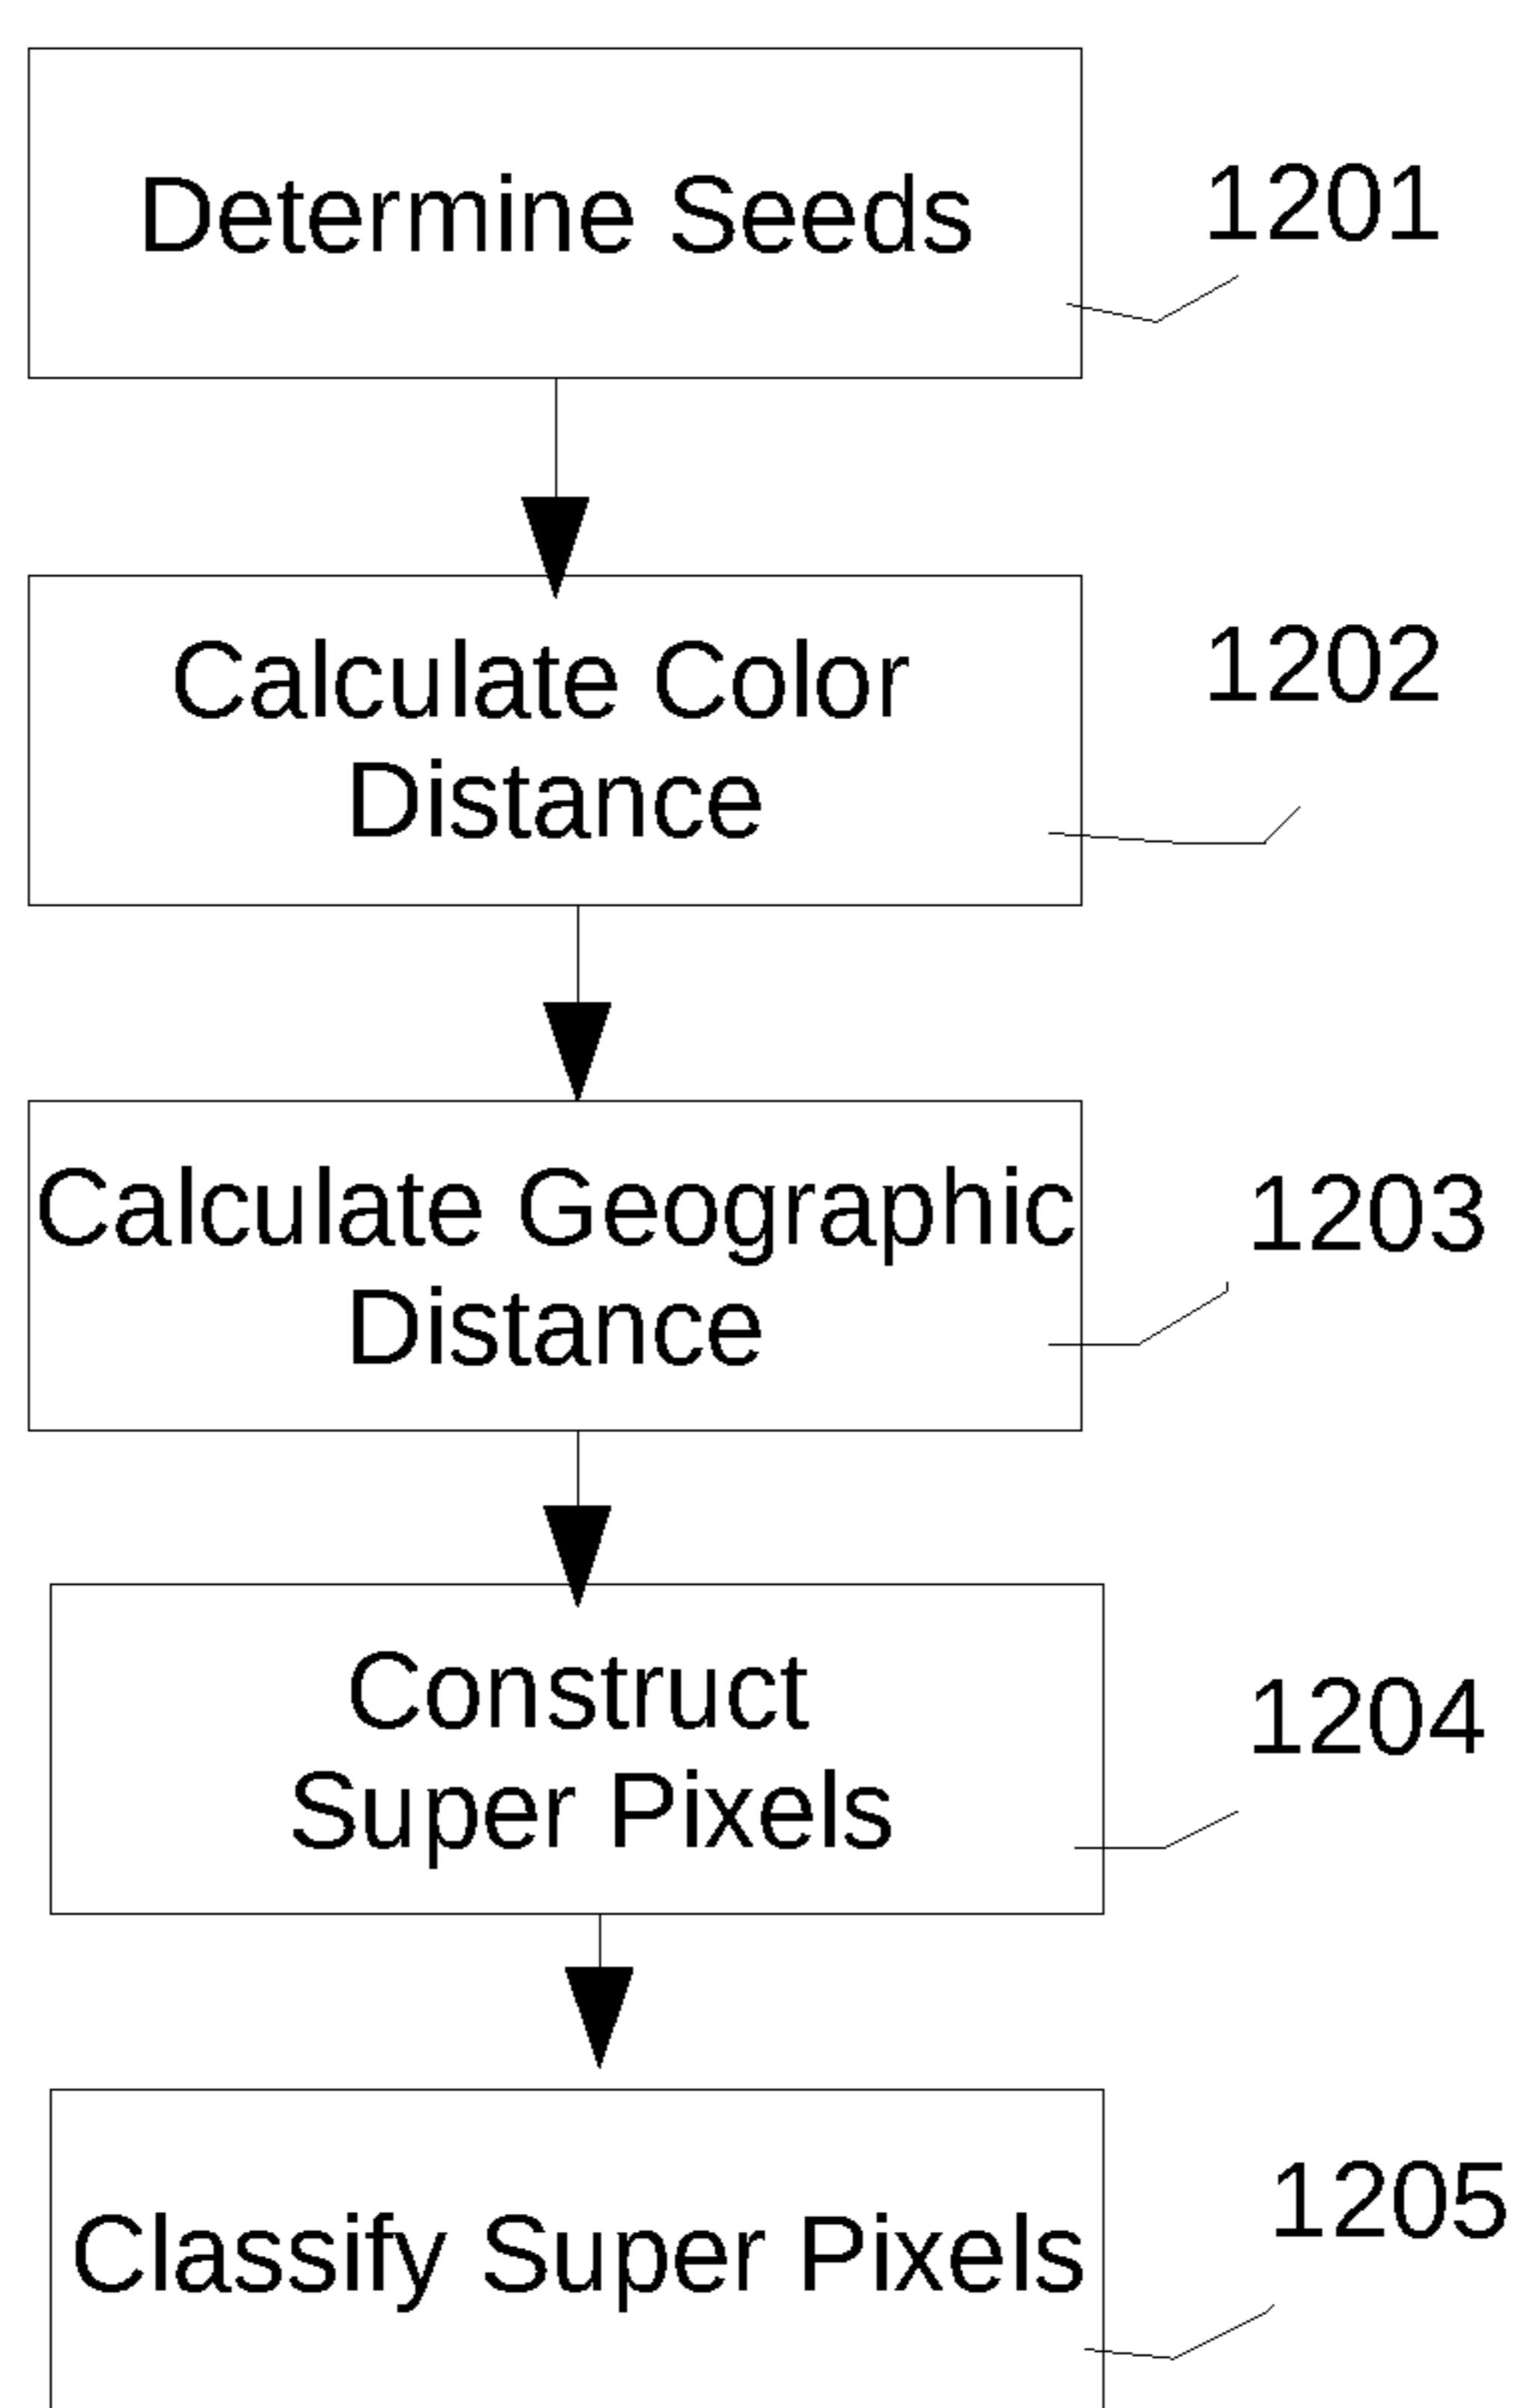 Determine Seeds
1201
Calculate Color
Distance
1202
Calculate Geographic
Distance
1203
Construct
Super Pixels
1204
Classify Super Pixels
1205